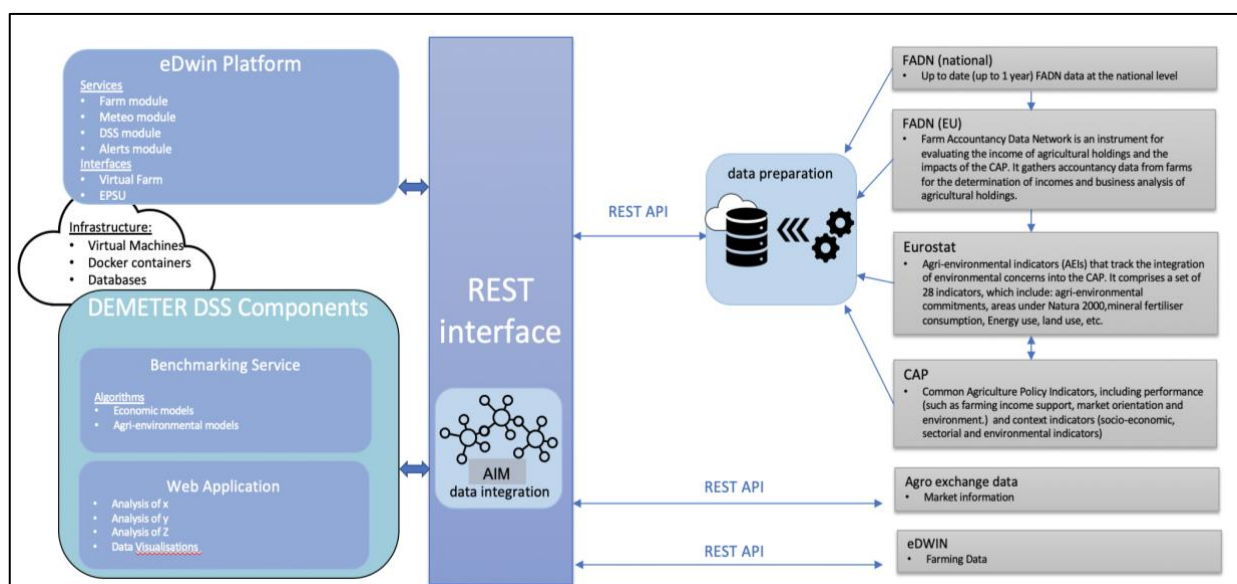 eDwin Platform
Services
• Farm module
• Meteo module
• DSS module
• Alerts module
Interfaces
• Virtual Farm
• EPSU
Infrastructure:
• Virtual Machines
• Docker containers
• Databases
DEMETER DSS Components
Benchmarking Service
Algorithms
• Economic models
• Agri-environmental models
Web Application
• Analysis of x
• Analysis of y
• Analysis of Z
• Data Visualisations
REST
interface
AIM
data integration
REST API
data preparation
REST API
REST API
FADN (national)
• Up to date (up to 1 year) FADN data at the national level
FADN (EU)
• Farm Accountancy Data Network is an instrument for
evaluating the income of agricultural holdings and the
impacts of the CAP. It gathers accountancy data from farms
for the determination of incomes and business analysis of
agricultural holdings.
Eurostat
• Agri-environmental indicators (AEIs) that track the integration
of environmental concerns into the CAP. It comprises a set of
28 indicators, which include: agri-environmental
commitments, areas under Natura 2000,mineral fertiliser
consumption, Energy use, land use, etc.
CAP
• Common Agriculture Policy Indicators, including performance
(such as farming income support, market orientation and
environment.) and context indicators (socio-economic,
sectorial and environmental indicators)
Agro exchange data
• Market information
eDWIN
• Farming Data